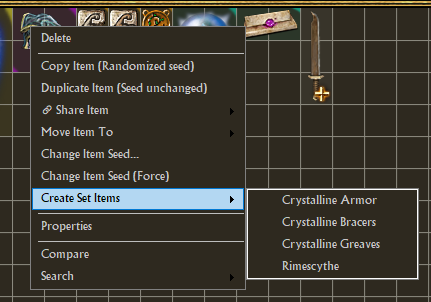 Delete
Copy Item (Randomized seed)
Duplicate Item (Seed unchanged)
Share Item
Move Item To
Change Item Seed...
Change Item Seed (Force)
Create Set Items
Crystalline Armor
Crystalline Bracers
Crystalline Greaves
Rimescythe
Properties
Compare
Search